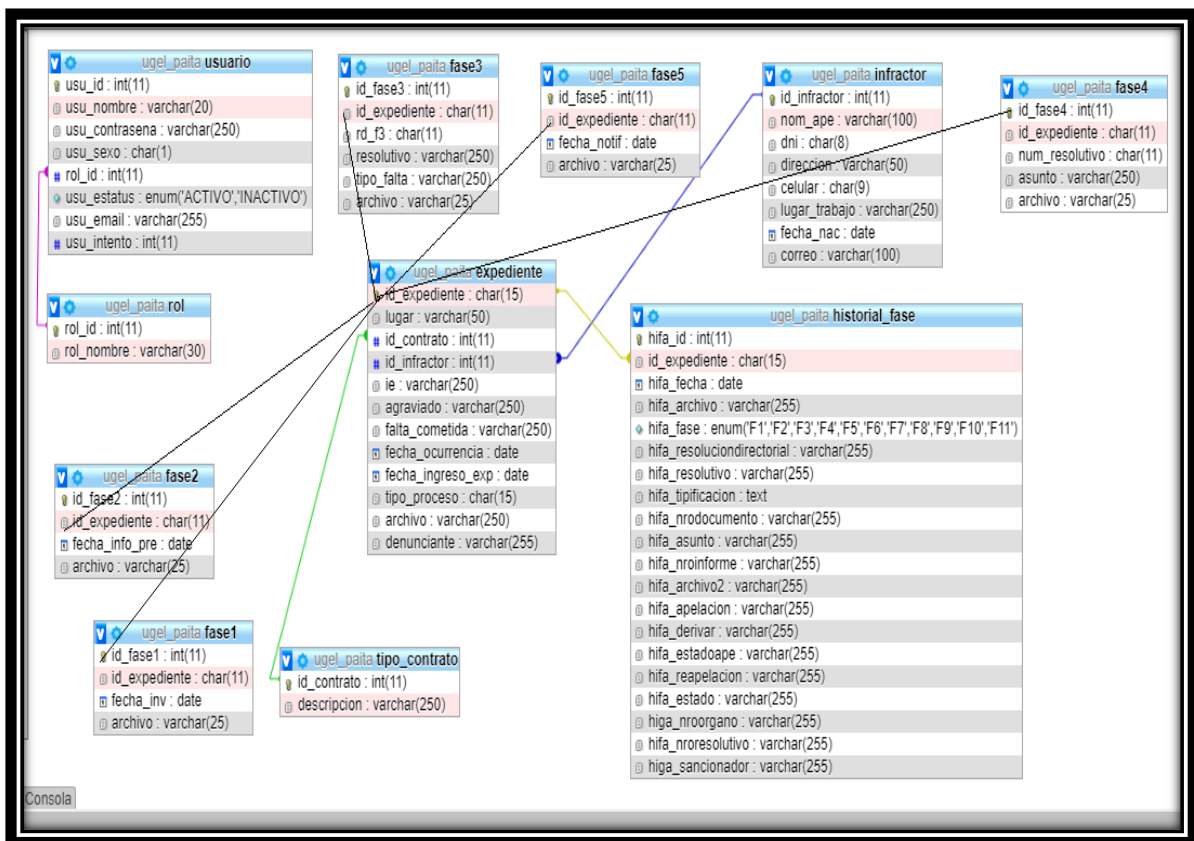 ugel_paita usuario
usu_id : int(11)
usu_nombre : varchar(20)
usu_contrasena : varchar(250)
usu_sexo : char(1)
rol_id : int(11)
usu_estatus : enum('ACTIVO','INACTIVO')
usu_email : varchar(255)
usu_intento : int(11)
ugel_paita fase3
id_fase3 : int(11)
id_expediente : char(11)
rd_f3 : char(11)
resolutivo : varchar(250)
tipo_falta : varchar(250)
archivo : varchar(25)
ugel_paita fase5
id_fase5 : int(11)
id_expediente : char(11)
fecha_notif : date
archivo : varchar(25)
ugel_paita infractor
id_infractor : int(11)
nom_ape : varchar(100)
dni : char(8)
direccion : varchar(50)
celular : char(9)
lugar_trabajo : varchar(250)
fecha_nac : date
correo : varchar(100)
ugel_paita fase4
id_fase4 : int(11)
id_expediente : char(11)
num_resolutivo : char(11)
asunto : varchar(250)
archivo : varchar(25)
ugel_paita rol
rol_id : int(11)
rol_nombre : varchar(30)
ugel_paita expediente
id_expediente : char(15)
lugar : varchar(50)
id_contrato : int(11)
id_infractor : int(11)
ie : varchar(250)
agraviado : varchar(250)
falta_cometida : varchar(250)
fecha_ocurrencia : date
fecha_ingreso_exp : date
tipo_proceso : char(15)
archivo : varchar(250)
denunciante : varchar(255)
ugel_paita historial_fase
hifa_id : int(11)
id_expediente : char(15)
hifa_fecha : date
hifa_archivo : varchar(255)
hifa_fase : enum('F1','F2','F3','F4','F5','F6','F7','F8','F9','F10','F11')
hifa_resoluciondirectorial : varchar(255)
hifa_resolutivo : varchar(255)
hifa_tipificacion : text
hifa_nrodocumento : varchar(255)
hifa_asunto : varchar(255)
hifa_nroinforme : varchar(255)
hifa_archivo2 : varchar(255)
hifa_apelacion : varchar(255)
hifa_derivar : varchar(255)
hifa_estadoape : varchar(255)
hifa_reapelacion : varchar(255)
hifa_estado : varchar(255)
higa_nroorgano : varchar(255)
hifa_nroresolutivo : varchar(255)
higa_sancionador : varchar(255)
ugel_paita fase2
id_fase2 : int(11)
id_expediente : char(11)
fecha_info_pre : date
archivo : varchar(25)
ugel_paita fase1
id_fase1 : int(11)
id_expediente : char(11)
fecha_inv : date
archivo : varchar(25)
ugel_paita tipo_contrato
id_contrato : int(11)
descripcion : varchar(250)
Consola